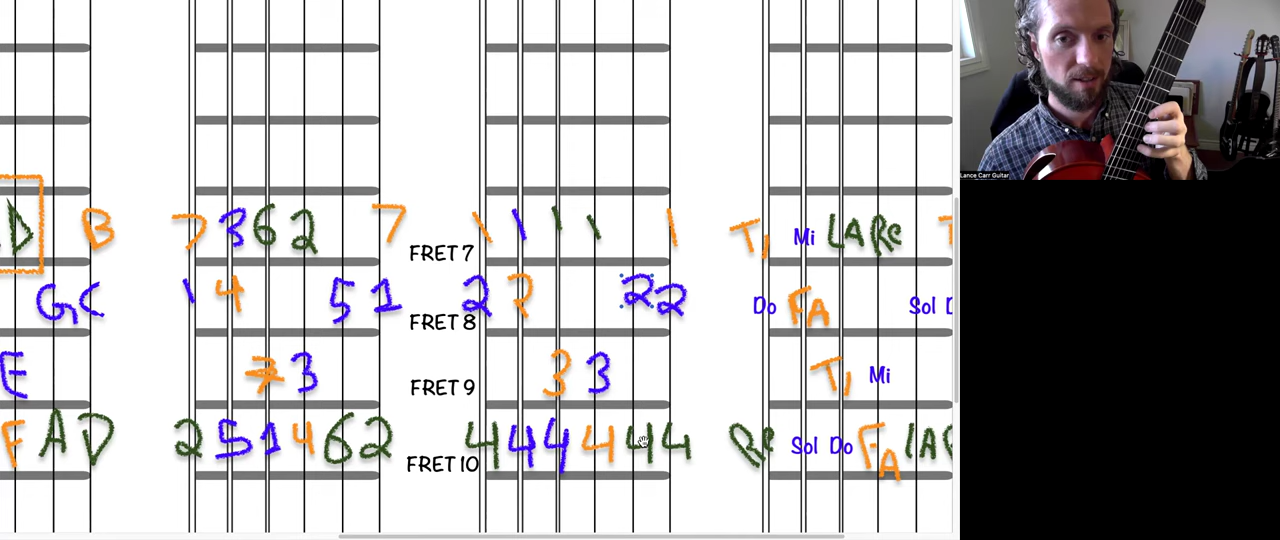 Lance Carr Guitar
D B 7 3 6 2 7 1 1 1 1 1 Ti Mi LA Re
FRET 7
G C 1 4 5 1 2 2 2 2 Do FA Sol
FRET 8
E 7 3 3 3 Ti Mi
FRET 9
F A D 2 5 1 4 6 2 4 4 4 4 4 4 Re Sol Do FA LA
FRET 10